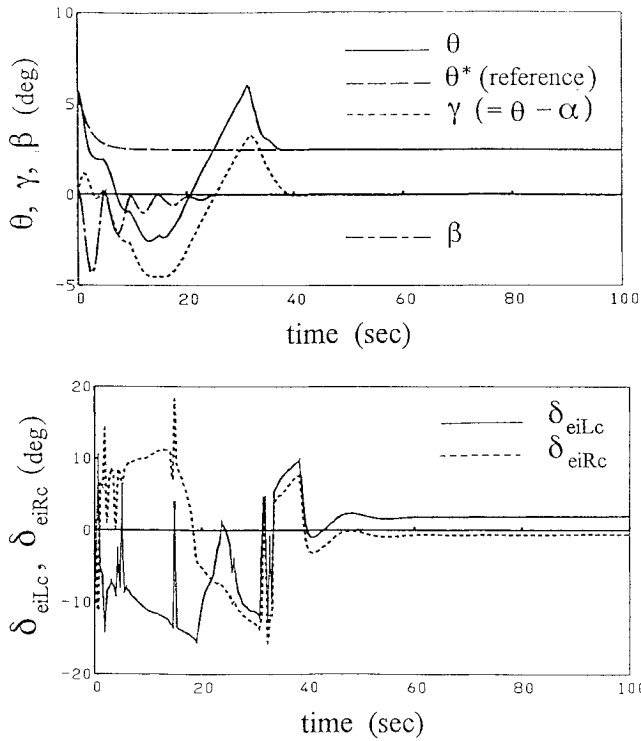 10
5
0
-5
θ, γ, β (deg)
θ
θ* (reference)
γ (= θ − α)
β
0 20 40 60 80 100
time (sec)
20
10
0
-10
-20
δeiLc, δeiRc (deg)
δeiLc
δeiRc
0 20 40 60 80 100
time (sec)